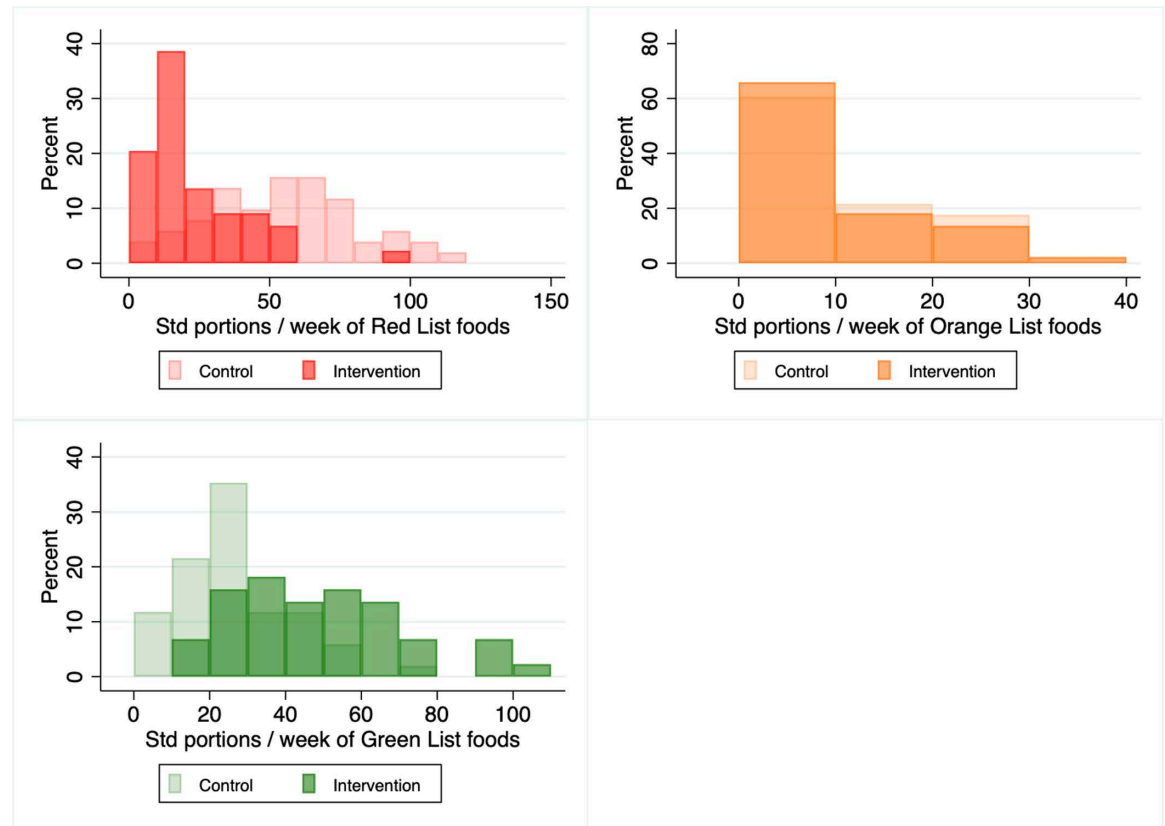 Percent
40
30
20
10
0
0 50 100 150
Std portions / week of Red List foods
Control Intervention
Percent
80
60
40
20
0
0 10 20 30 40
Std portions / week of Orange List foods
Control Intervention
Percent
40
30
20
10
0
0 20 40 60 80 100
Std portions / week of Green List foods
Control Intervention